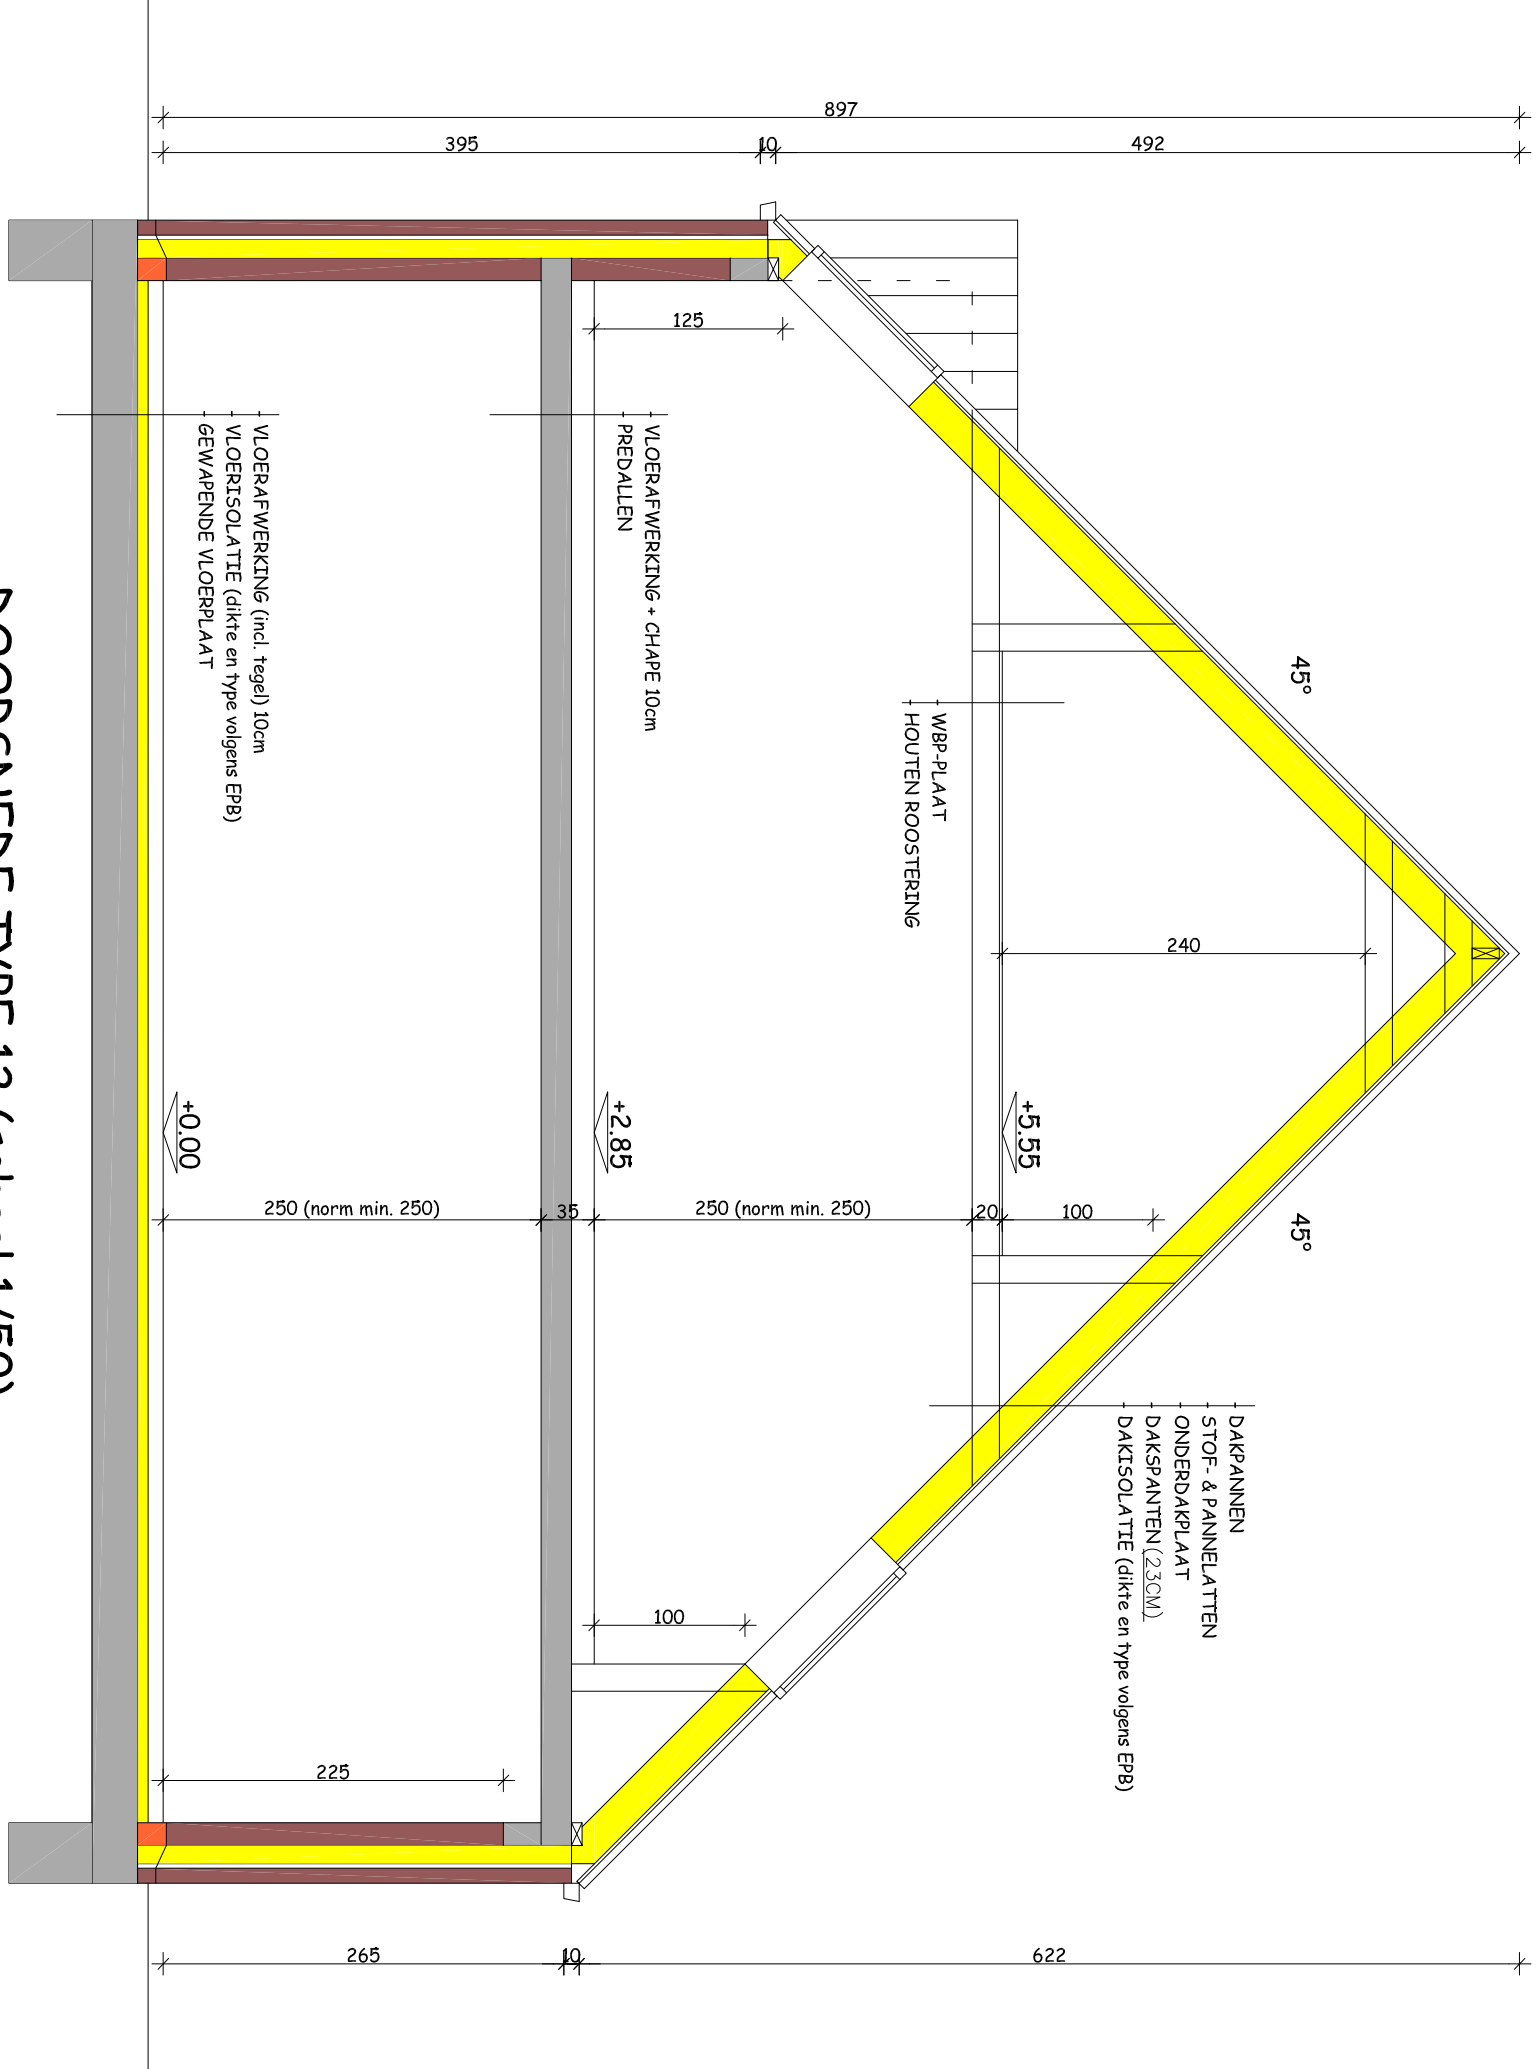 897
395
10
492
125
VLOERAFWERKING (incl. tegel) 10cm
VLOERISOLATIE (dikte en type volgens EPB)
GEWAPENDE VLOERPLAAT
VLOERAFWERKING + CHAPE 10cm
PREDALLEN
WBP-PLAAT
HOUTEN ROOSTERING
45°
240
+0.00
+2.85
+5.55
45°
250 (norm min. 250)
35
250 (norm min. 250)
20
100
DAKPANNEN
STOF- & PANNELATTEN
ONDERDAKPLAAT
DAKSPANTEN (23CM)
DAKISOLATIE (dikte en type volgens EPB)
100
225
265
10
622